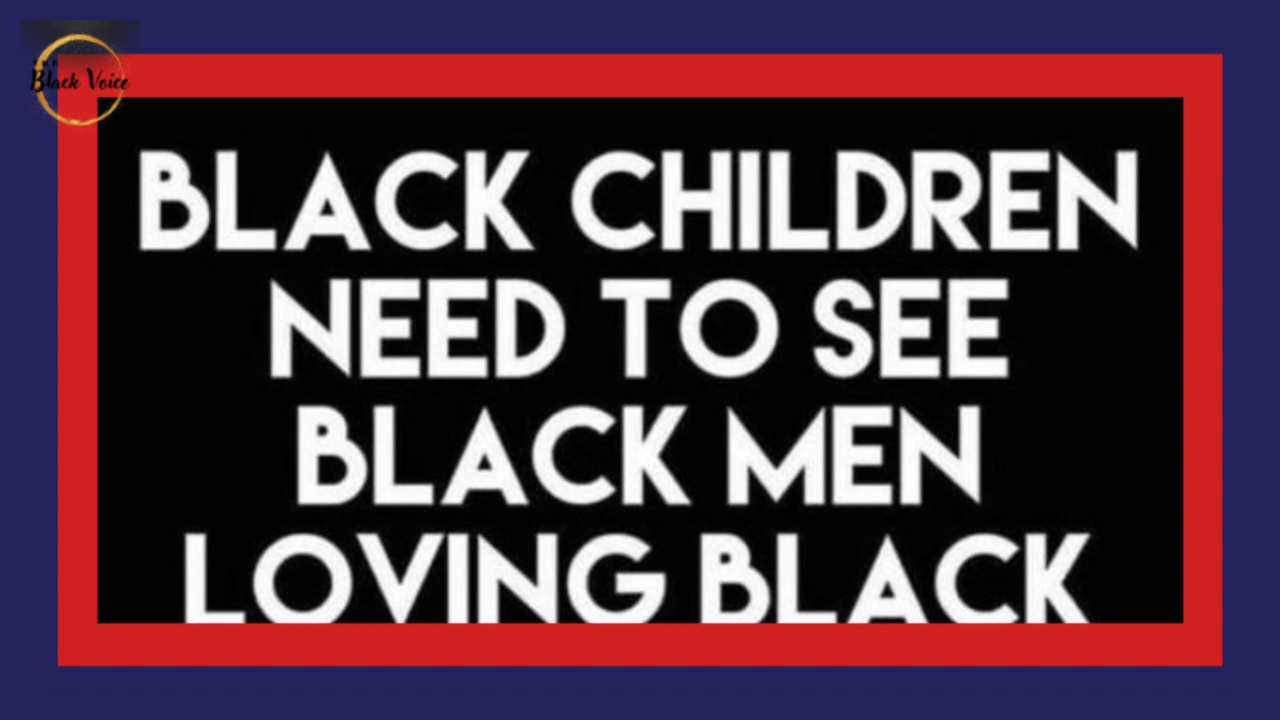 Black Voice
BLACK CHILDREN
NEED TO SEE
BLACK MEN
LOVING BLACK